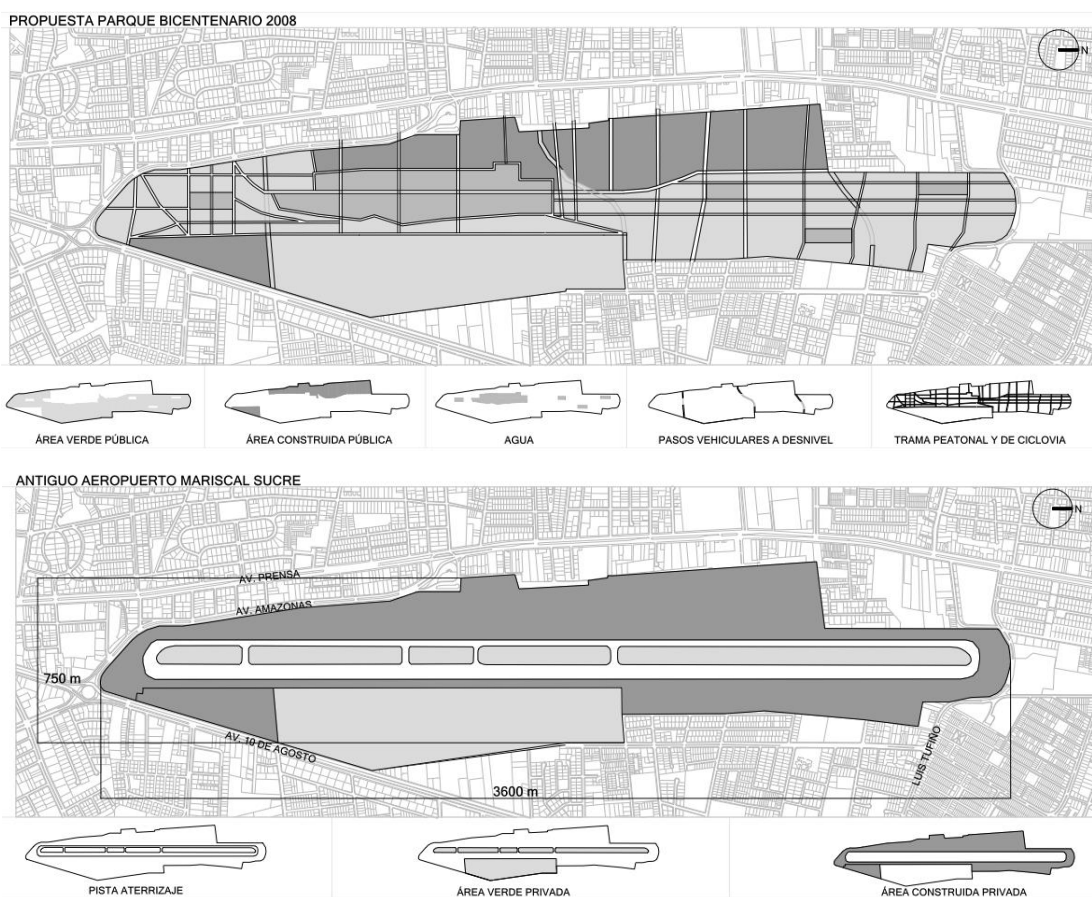 PROPUESTA PARQUE BICENTENARIO 2008
N
ÁREA VERDE PÚBLICA
ÁREA CONSTRUIDA PÚBLICA
AGUA
PASOS VEHICULARES A DESNIVEL
TRAMA PEATONAL Y DE CICLOVIA
ANTIGUO AEROPUERTO MARISCAL SUCRE
N
AV. PRENSA
AV. AMAZONAS
750 m
AV. 10 DE AGOSTO
LUIS TUFIÑO
3600 m
PISTA ATERRIZAJE
ÁREA VERDE PRIVADA
ÁREA CONSTRUIDA PRIVADA